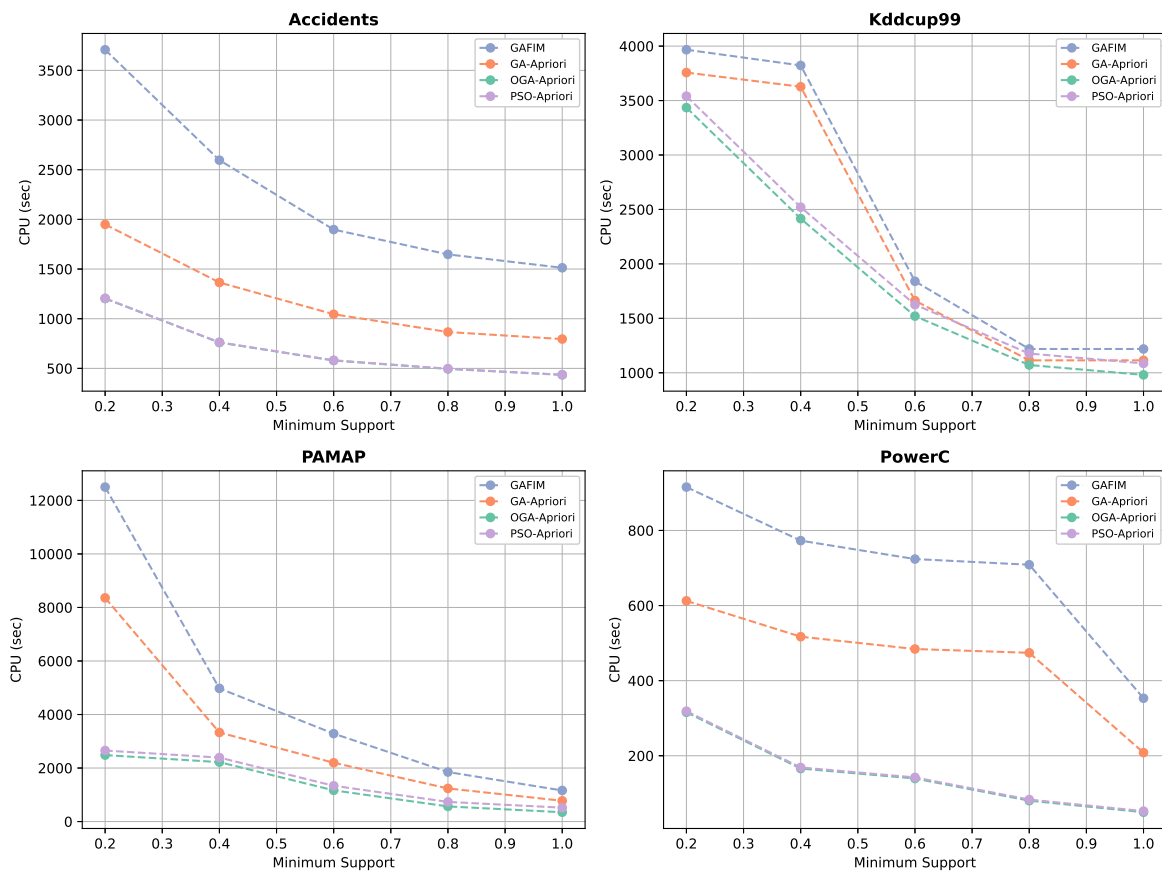 Accidents
CPU (sec)
3500
3000
2500
2000
1500
1000
500
0.2 0.3 0.4 0.5 0.6 0.7 0.8 0.9 1.0
Minimum Support
GAFIM
GA-Apriori
OGA-Apriori
PSO-Apriori
Kddcup99
CPU (sec)
4000
3500
3000
2500
2000
1500
1000
0.2 0.3 0.4 0.5 0.6 0.7 0.8 0.9 1.0
Minimum Support
GAFIM
GA-Apriori
OGA-Apriori
PSO-Apriori
PAMAP
CPU (sec)
12000
10000
8000
6000
4000
2000
0
0.2 0.3 0.4 0.5 0.6 0.7 0.8 0.9 1.0
Minimum Support
GAFIM
GA-Apriori
OGA-Apriori
PSO-Apriori
PowerC
CPU (sec)
800
600
400
200
0.2 0.3 0.4 0.5 0.6 0.7 0.8 0.9 1.0
Minimum Support
GAFIM
GA-Apriori
OGA-Apriori
PSO-Apriori